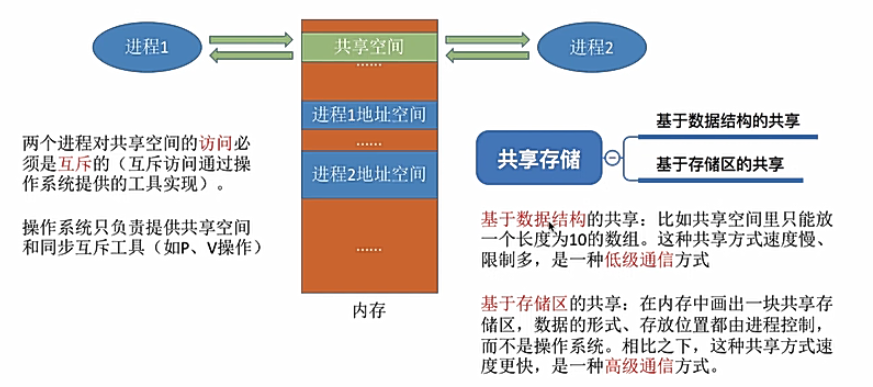 进程1
共享空间
进程2
……
进程1地址空间
……
进程2地址空间
……
内存
两个进程对共享空间的访问必
须是互斥的（互斥访问通过操
作系统提供的工具实现）。
操作系统只负责提供共享空间
和同步互斥工具（如P、V操作）
共享存储
基于数据结构的共享
基于存储区的共享
基于数据结构的共享：比如共享空间里只能放
一个长度为10的数组。这种共享方式速度慢、
限制多，是一种低级通信方式
基于存储区的共享：在内存中画出一块共享存
储区，数据的形式、存放位置都由进程控制，
而不是操作系统。相比之下，这种共享方式速
度更快，是一种高级通信方式。